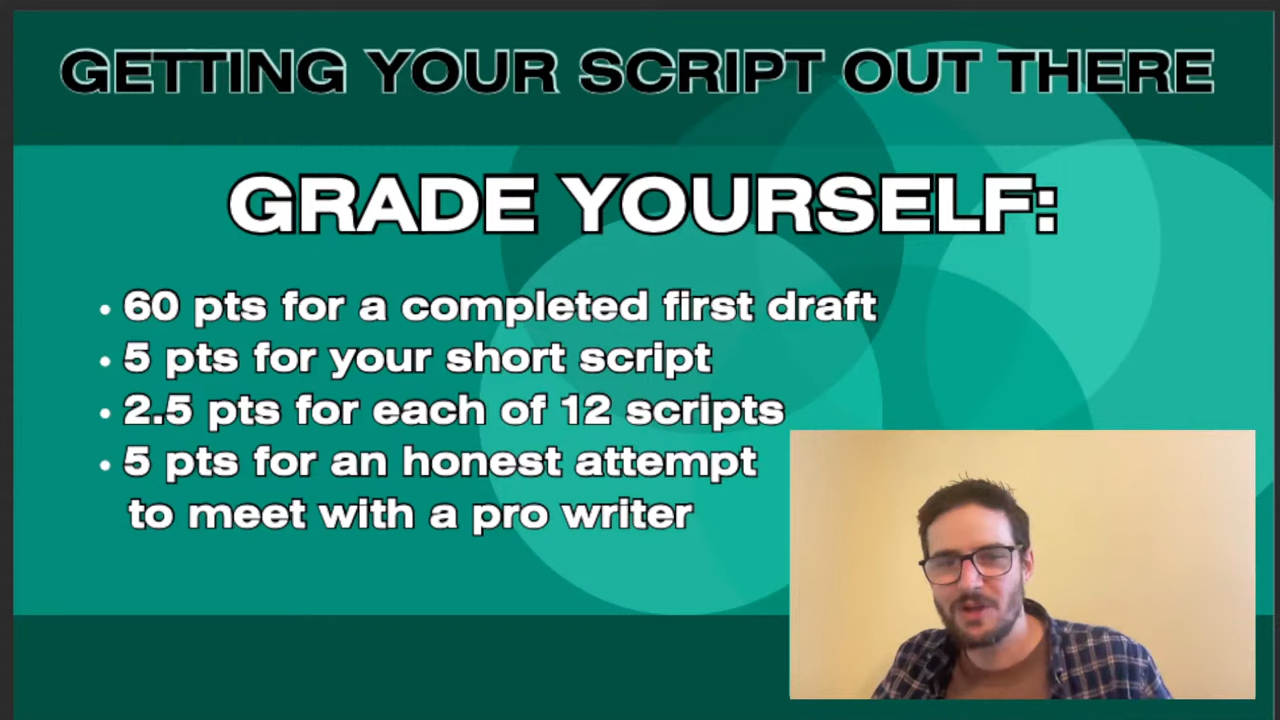 GETTING YOUR SCRIPT OUT THERE
GRADE YOURSELF:
• 60 pts for a completed first draft
• 5 pts for your short script
• 2.5 pts for each of 12 scripts
• 5 pts for an honest attempt
to meet with a pro writer